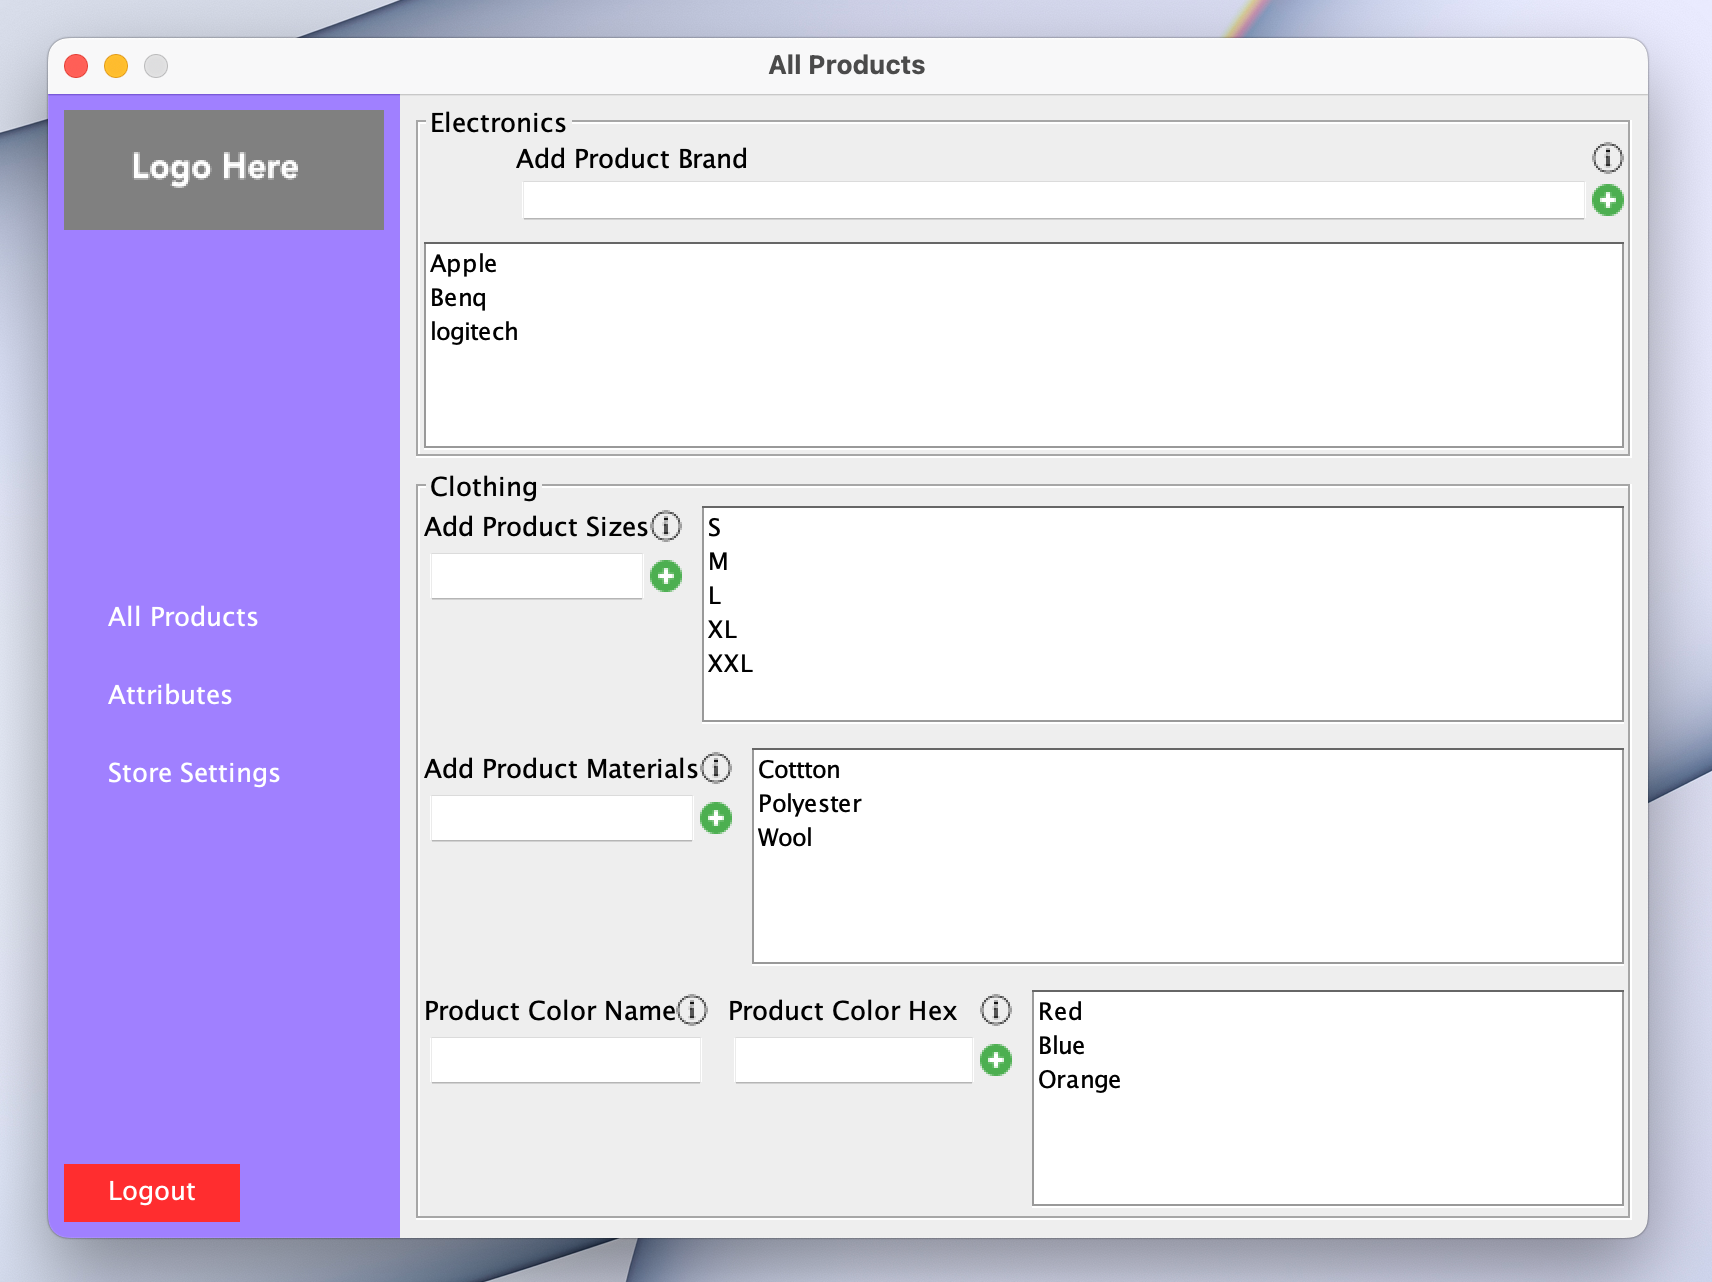 All Products
Logo Here
All Products
Attributes
Store Settings
Logout
Electronics
Add Product Brand
Apple
Benq
logitech
Clothing
Add Product Sizes
S
M
L
XL
XXL
Add Product Materials
Cottton
Polyester
Wool
Product Color Name
Product Color Hex
Red
Blue
Orange